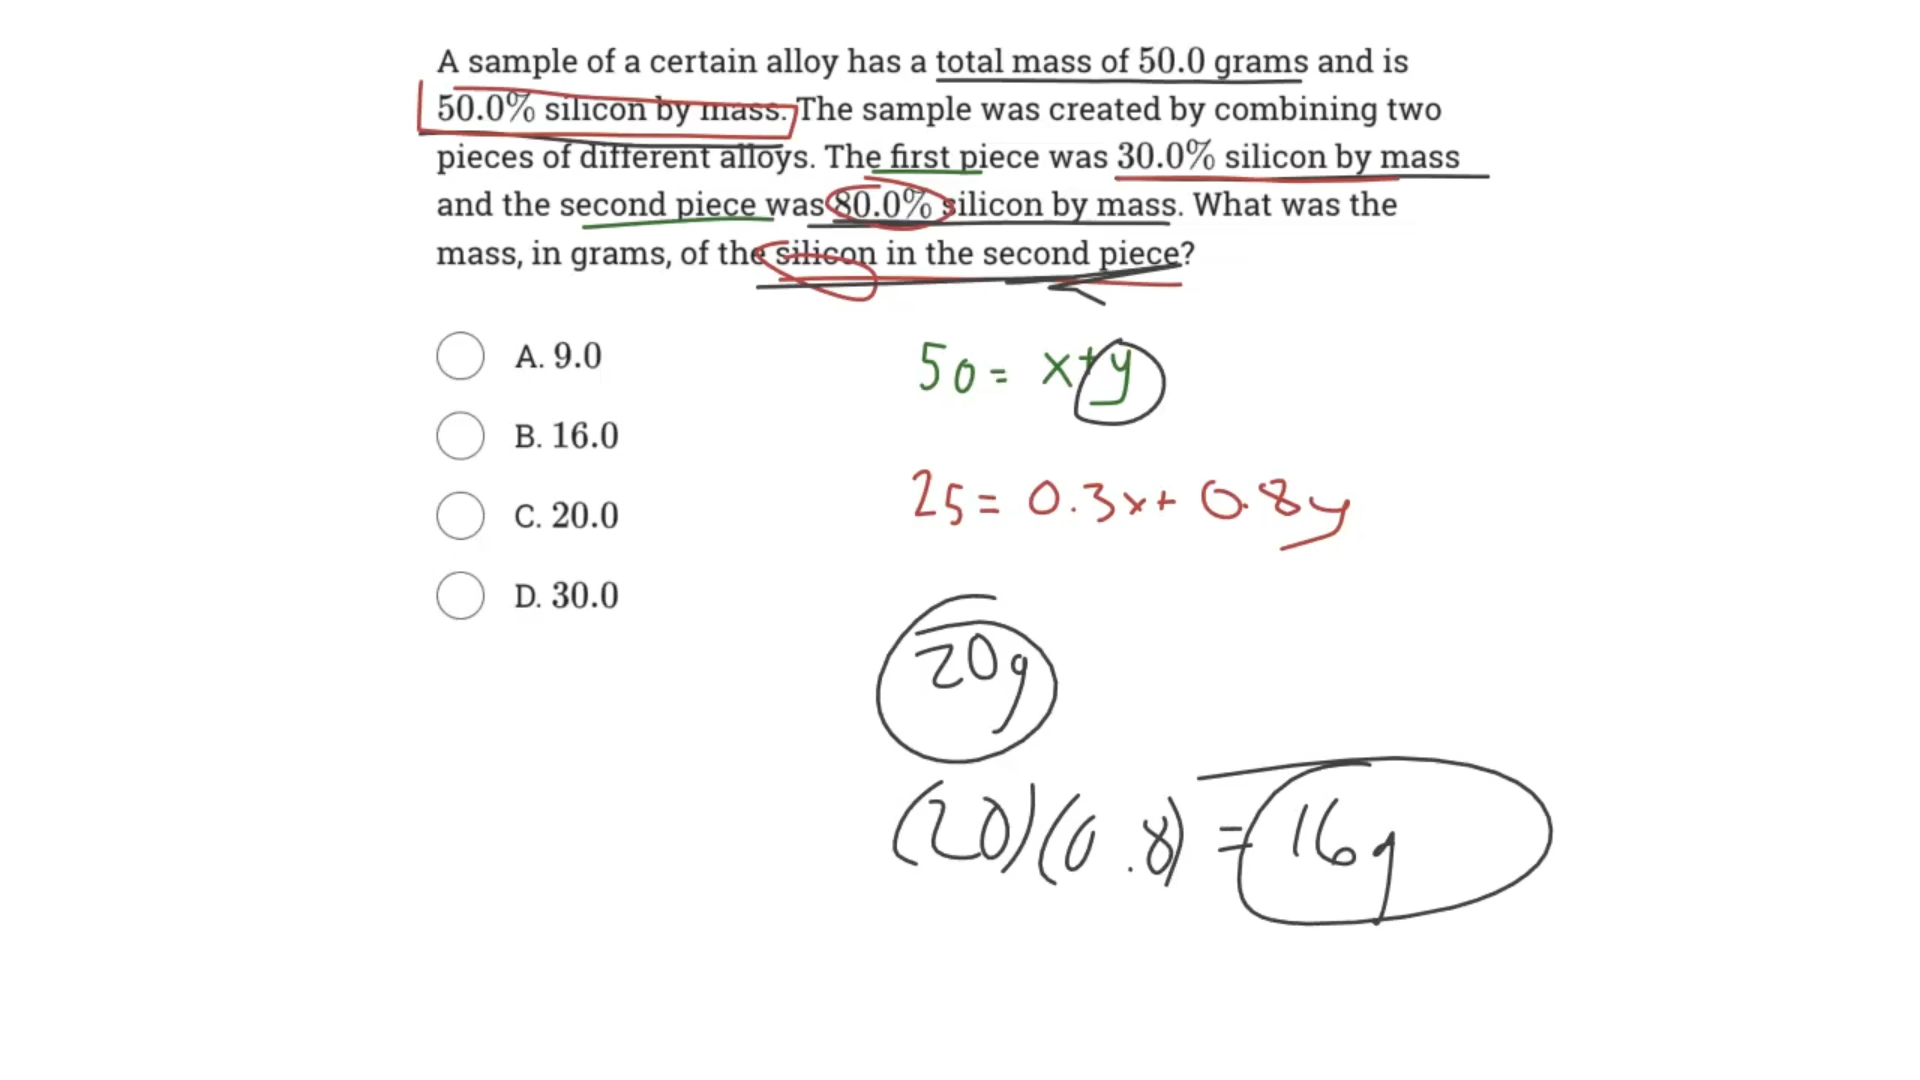 A sample of a certain alloy has a total mass of 50.0 grams and is
50.0% silicon by mass. The sample was created by combining two
pieces of different alloys. The first piece was 30.0% silicon by mass
and the second piece was 80.0% silicon by mass. What was the
mass, in grams, of the silicon in the second piece?
A. 9.0
B. 16.0
C. 20.0
D. 30.0
50 = x+y
25 = 0.3x + 0.8y
20g
(20)(0.8) = 16g